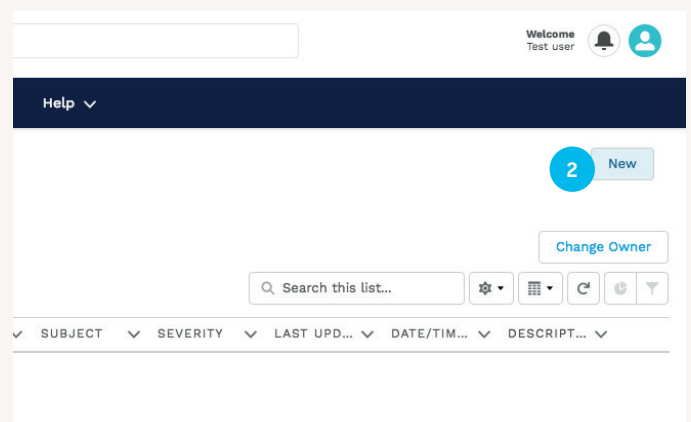 Welcome
Test user
Help
2
New
Change Owner
Search this list...
SUBJECT SEVERITY LAST UPD... DATE/TIM... DESCRIPT...